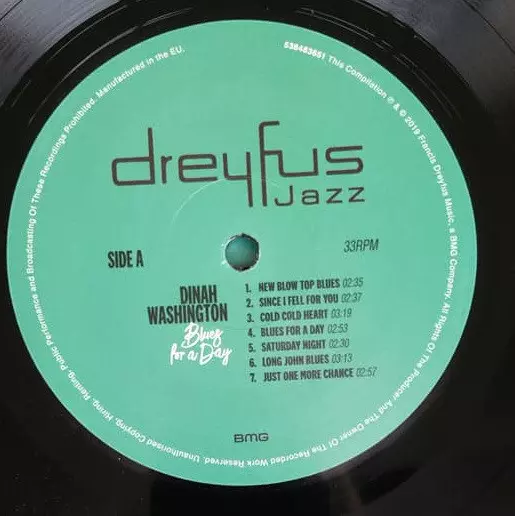 538483651 This Compilation ℗ & © 2019 Francis Dreyfus Music, a BMG Company. All Rights Of The Producer And The Owner Of The Recorded Work Reserved. Unauthorised Copying, Hiring, Renting, Public Performance and Broadcasting Of These Recordings Prohibited. Manufactured in the EU.
dreyfus
Jazz
SIDE A
33RPM
DINAH
WASHINGTON
Blues
for a Day
1. NEW BLOW TOP BLUES 02:35
2. SINCE I FELL FOR YOU 02:37
3. COLD COLD HEART 03:19
4. BLUES FOR A DAY 02:53
5. SATURDAY NIGHT 02:30
6. LONG JOHN BLUES 03:13
7. JUST ONE MORE CHANCE 02:57
BMG